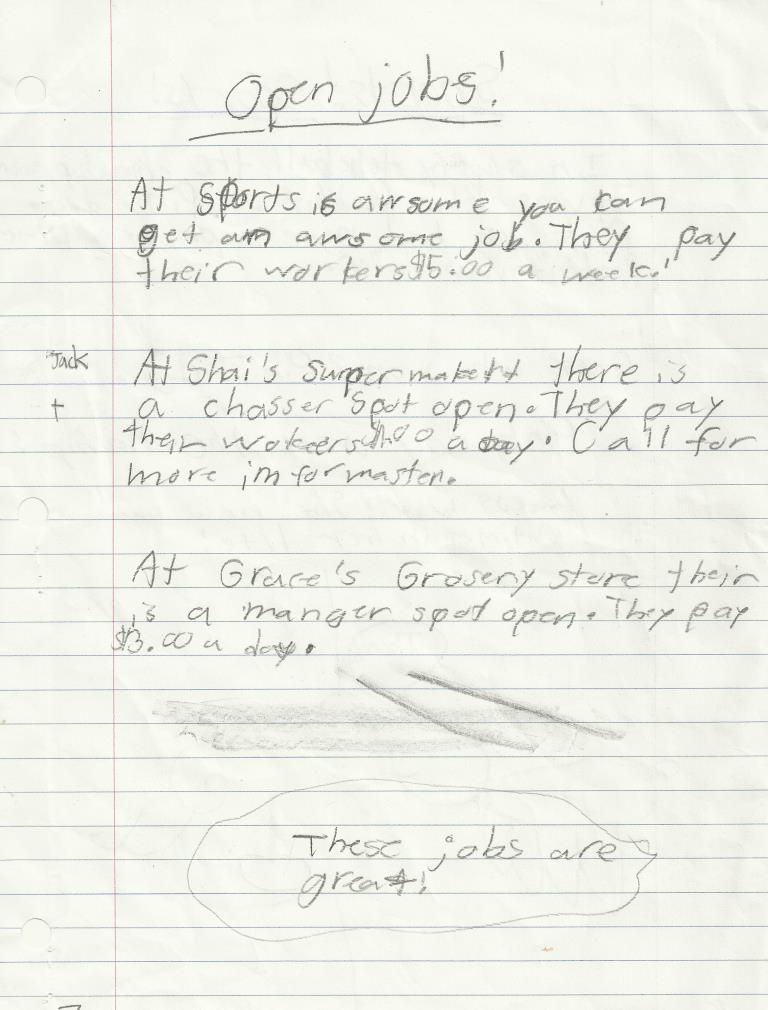 Open jobs!
At Sports is awsome you can
get an awsome job. They pay
their workers $5.00 a week!
Jack
At Shai's Supermakert there is
t
a chasser spot open. They pay
their wokeers $1.00 a day. Call for
more imformasten.
At Grace's Grosery store their
is a manger spot open. They pay
$3.00 a day.
These jobs are
great!